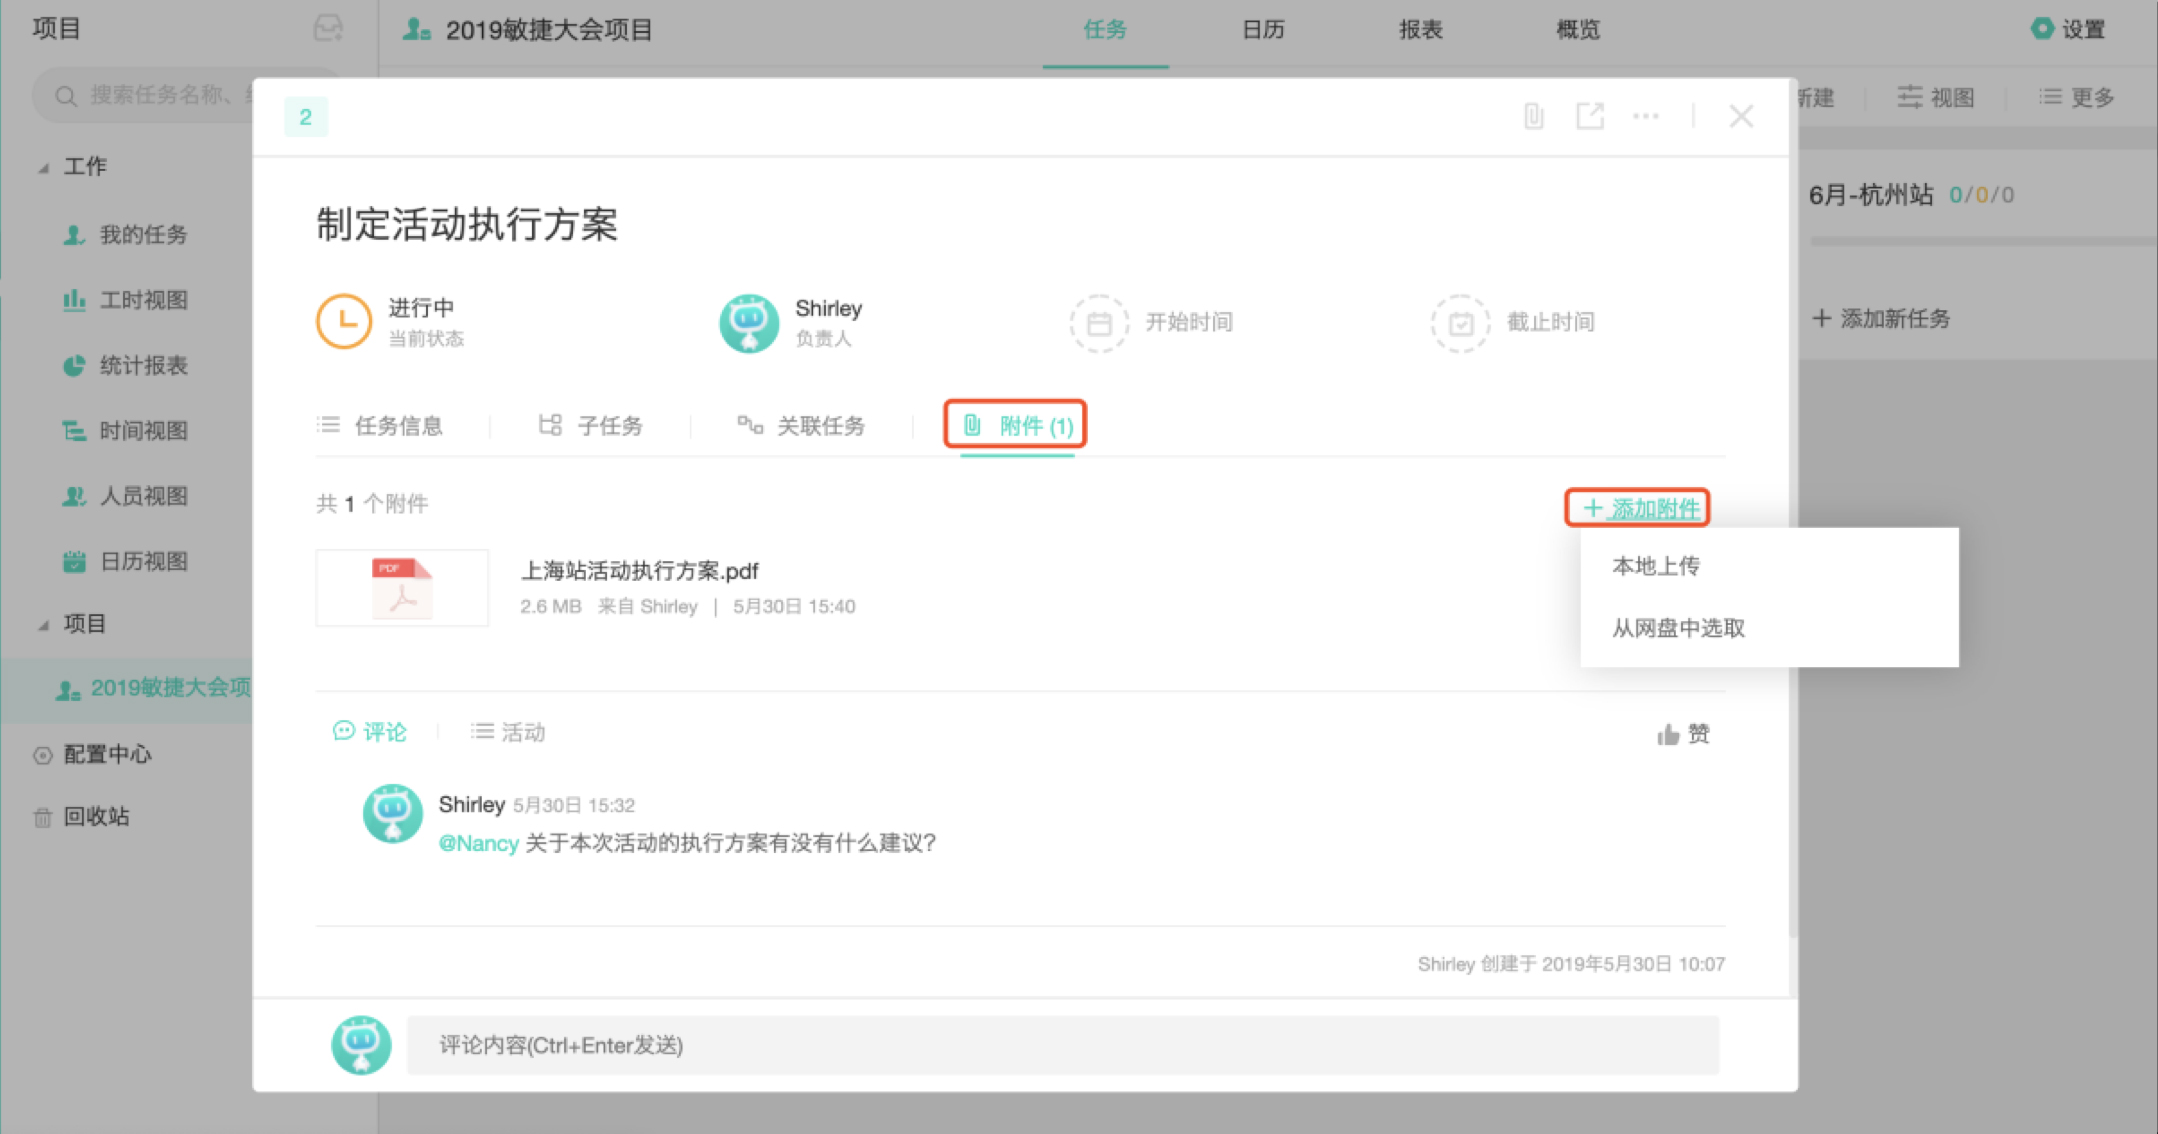 项目
2019敏捷大会项目
任务
日历
报表
概览
设置
搜索任务名称、
新建
视图
更多
2
工作
我的任务
工时视图
统计报表
时间视图
人员视图
日历视图
项目
2019敏捷大会项
配置中心
回收站
制定活动执行方案
进行中
当前状态
Shirley
负责人
开始时间
截止时间
任务信息
子任务
关联任务
附件 (1)
共 1 个附件
+ 添加附件
本地上传
从网盘中选取
PDF
上海站活动执行方案.pdf
2.6 MB 来自 Shirley | 5月30日 15:40
评论
活动
赞
Shirley 5月30日 15:32
@Nancy 关于本次活动的执行方案有没有什么建议?
Shirley 创建于 2019年5月30日 10:07
评论内容(Ctrl+Enter发送)
6月-杭州站 0/0/0
+ 添加新任务